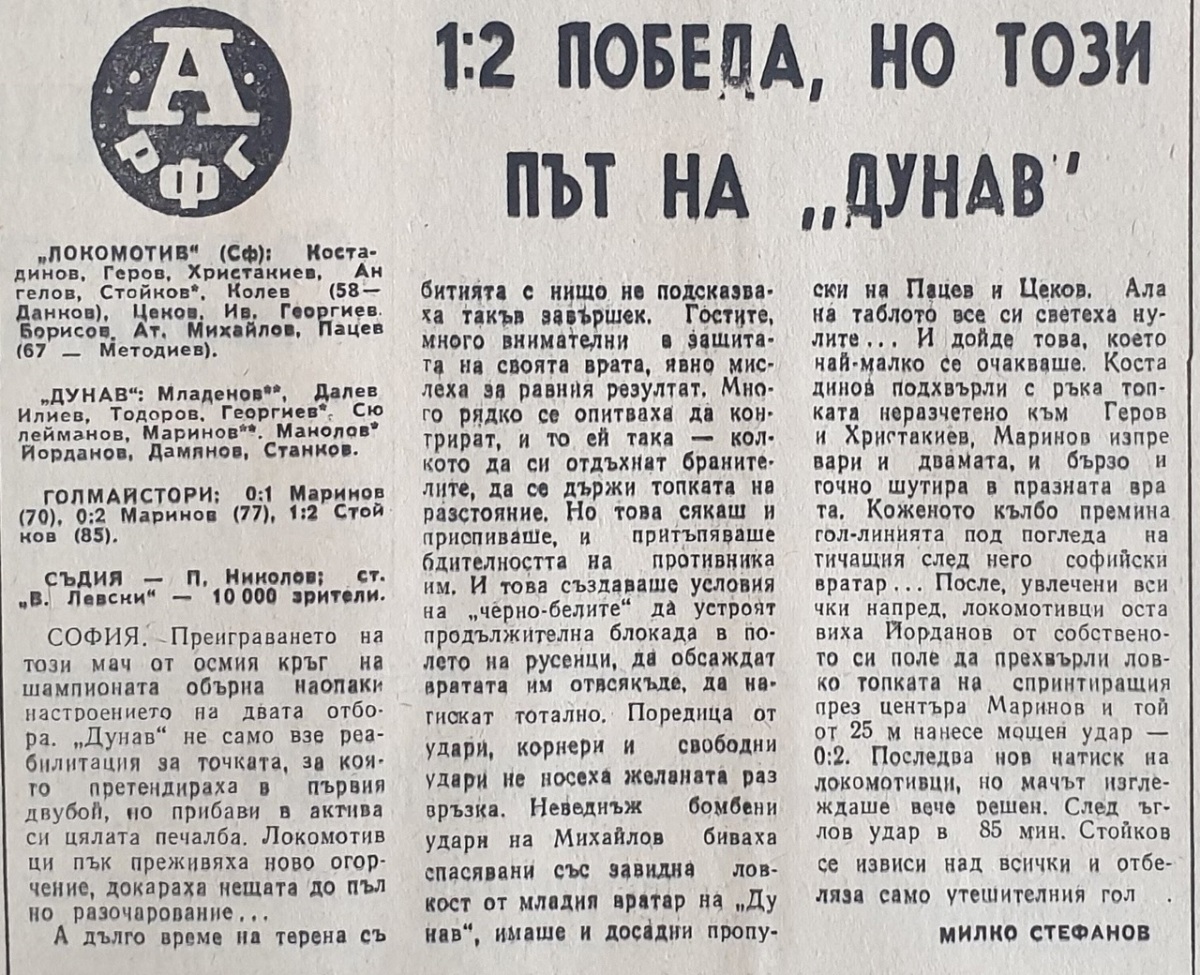 А
РФГ
1:2 ПОБЕДА, НО ТОЗИ
ПЪТ НА „ДУНАВ"
„ЛОКОМОТИВ“ (Сф): Коста-
динов, Геров, Христакиев, Ан
гелов, Стойков*, Колев (58—
Данков), Цеков, Ив. Георгиев.
Борисов, Ат. Михайлов, Пацев
(67 — Методиев).
„ДУНАВ“: Младенов**, Далев
Илиев, Тодоров, Георгиев*, Сю
лейманов, Маринов**. Манолов*
Йорданов, Дамянов, Станков.
ГОЛМАЙСТОРИ: 0:1 Маринов
(70), 0:2 Маринов (77), 1:2 Стой
ков (85).
СЪДИЯ — П. Николов; ст.
„В. Левски“ — 10 000 зрители.
СОФИЯ. Преиграването на
този мач от осмия кръг на
шампионата обърна наопаки
настроението на двата отбо-
ра. „Дунав“ не само взе реа-
билитация за точката, за коя-
то претендираха в първия
двубой, но прибави в актива
си цялата печалба. Локомотив
ци пък преживяха ново огор-
чение, докараха нещата до пъл
но разочарование...
А дълго време на терена съ
битията с нищо не подсказва-
ха такъв завършек. Гостите,
много внимателни в защита-
та на своята врата, явно мис-
леха за равния резултат. Мно-
го рядко се опитваха да кон-
трират, и то ей така — кол-
кото да си отдъхнат браните-
лите, да се държи топката на
разстояние. Но това сякаш и
приспиваше, и притъпяваше
бдителността на противника
им. И това създаваше условия
на „черно-белите“ да устроят
продължителна блокада в по-
лето на русенци, да обсаждат
вратата им отвсякъде, да на-
тискат тотално. Поредица от
удари, корнери и свободни
удари не носеха желаната раз
връзка. Неведнъж бомбени
удари на Михайлов биваха
спасявани със завидна лов-
кост от младия вратар на „Ду
нав“, имаше и досадни пропу-
ски на Пацев и Цеков. Ала
на таблото все си светеха ну-
лите... И дойде това, което
най-малко се очакваше. Коста
динов подхвърли с ръка топ-
ката неразчетено към Геров
и Христакиев, Маринов изпре
вари и двамата, и бързо и
точно шутира в празната вра
та. Коженото кълбо премина
гол-линията под погледа на
тичащия след него софийски
вратар... После, увлечени вси
чки напред, локомотивци оста
виха Йорданов от собствено-
то си поле да прехвърли лов-
ко топката на спринтиращия
през центъра Маринов и той
от 25 м нанесе мощен удар —
0:2. Последва нов натиск на
локомотивци, но мачът изгле-
ждаше вече решен. След ъг-
лов удар в 85 мин. Стойков
се извиси над всички и отбе-
ляза само утешителния гол .
МИЛКО СТЕФАНОВ